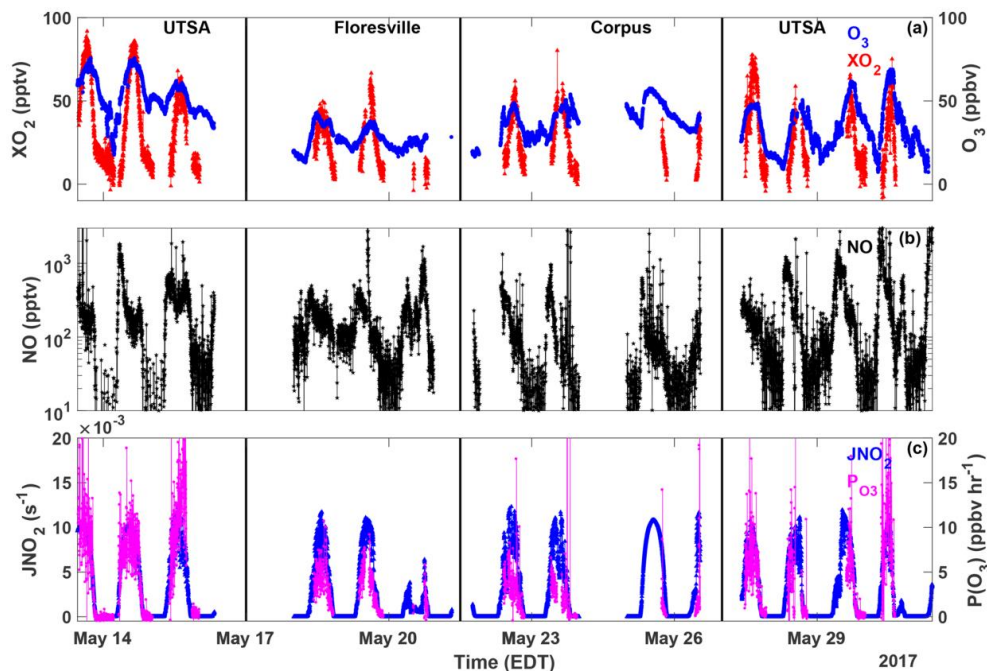 UTSA Floresville Corpus UTSA (a)
100 100
O₃
XO₂
50 50
0 0
XO₂ (pptv)
O₃ (ppbv)
(b)
NO
10³
10²
10¹
NO (pptv)
×10⁻³
(c)
20 20
JNO₂
P_O3
15 15
10 10
5 5
0 0
JNO₂ (s⁻¹)
P(O₃) (ppbv hr⁻¹)
May 14 May 17 May 20 May 23 May 26 May 29
Time (EDT) 2017